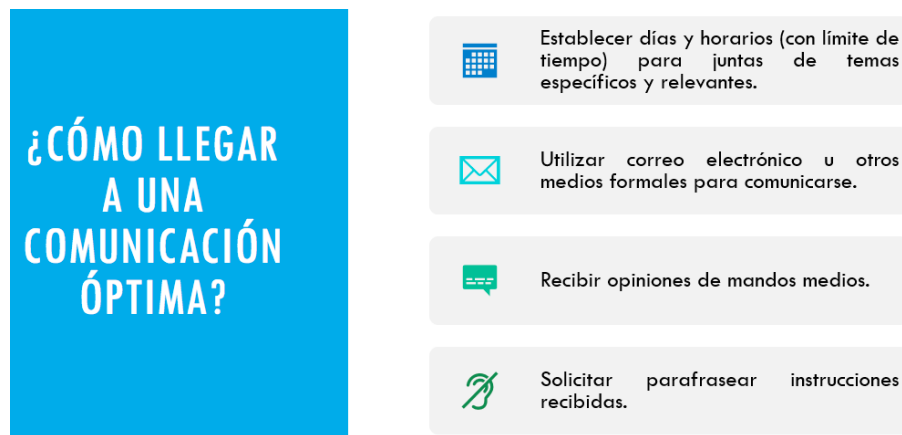 ¿CÓMO LLEGAR
A UNA
COMUNICACIÓN
ÓPTIMA?
Establecer días y horarios (con límite de
tiempo) para juntas de temas
específicos y relevantes.
Utilizar correo electrónico u otros
medios formales para comunicarse.
Recibir opiniones de mandos medios.
Solicitar parafrasear instrucciones
recibidas.